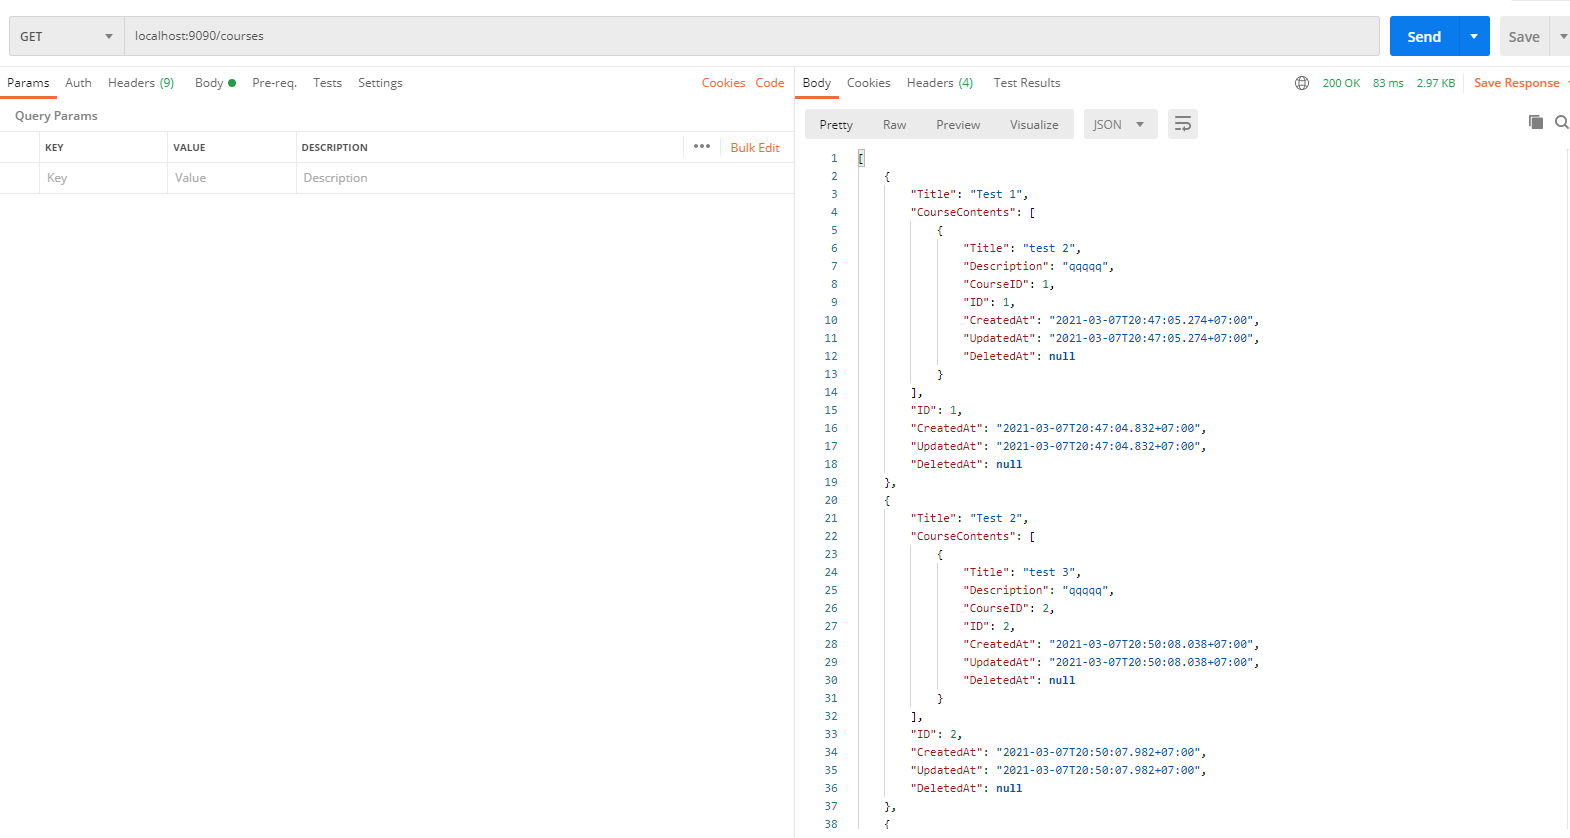 GET localhost:9090/courses Send Save
Params Auth Headers (9) Body Pre-req. Tests Settings Cookies Code
Query Params
KEY VALUE DESCRIPTION ••• Bulk Edit
Key Value Description
Body Cookies Headers (4) Test Results 200 OK 83 ms 2.97 KB Save Response
Pretty Raw Preview Visualize JSON
1 [
2 {
3 "Title": "Test 1",
4 "CourseContents": [
5 {
6 "Title": "test 2",
7 "Description": "qqqqq",
8 "CourseID": 1,
9 "ID": 1,
10 "CreatedAt": "2021-03-07T20:47:05.274+07:00",
11 "UpdatedAt": "2021-03-07T20:47:05.274+07:00",
12 "DeletedAt": null
13 }
14 ],
15 "ID": 1,
16 "CreatedAt": "2021-03-07T20:47:04.832+07:00",
17 "UpdatedAt": "2021-03-07T20:47:04.832+07:00",
18 "DeletedAt": null
19 },
20 {
21 "Title": "Test 2",
22 "CourseContents": [
23 {
24 "Title": "test 3",
25 "Description": "qqqqq",
26 "CourseID": 2,
27 "ID": 2,
28 "CreatedAt": "2021-03-07T20:50:08.038+07:00",
29 "UpdatedAt": "2021-03-07T20:50:08.038+07:00",
30 "DeletedAt": null
31 }
32 ],
33 "ID": 2,
34 "CreatedAt": "2021-03-07T20:50:07.982+07:00",
35 "UpdatedAt": "2021-03-07T20:50:07.982+07:00",
36 "DeletedAt": null
37 },
38 {